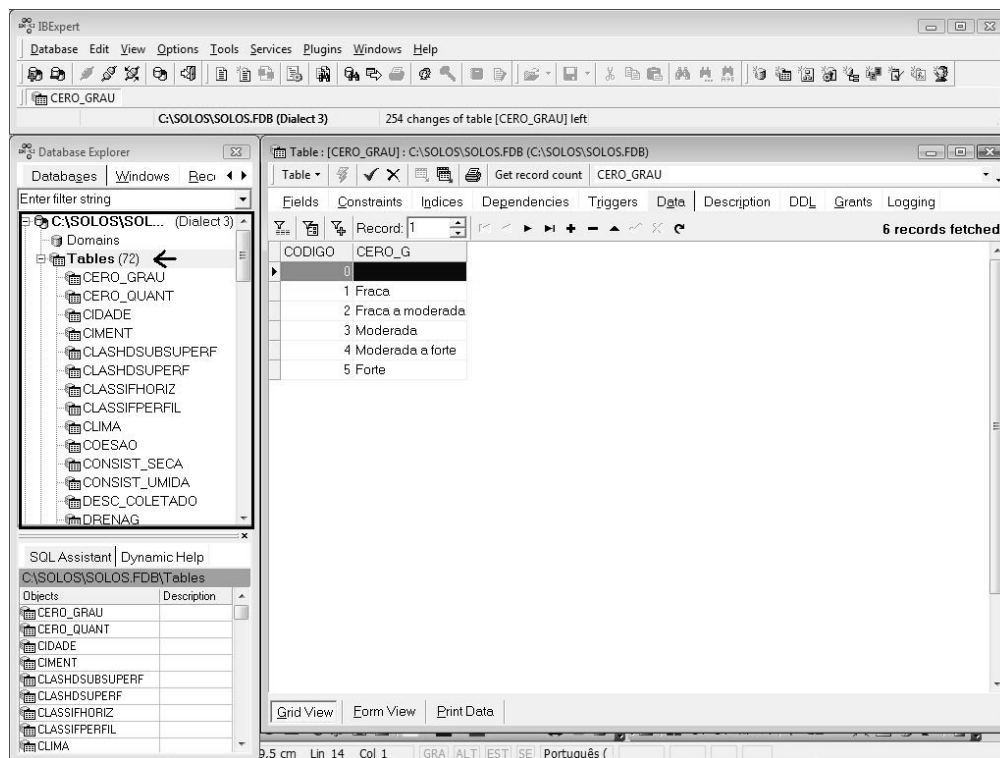 IBExpert
Database Edit View Options Tools Services Plugins Windows Help
CERO_GRAU
C:\SOLOS\SOLOS.FDB (Dialect 3) 254 changes of table [CERO_GRAU] left
Database Explorer
Databases Windows Reci
Enter filter string
C:\SOLOS\SOL... (Dialect 3)
Domains
Tables (72)
CERO_GRAU
CERO_QUANT
CIDADE
CIMENT
CLASHDSUBSUPERF
CLASHDSUPERF
CLASSIFHORIZ
CLASSIFPERFIL
CLIMA
COESAO
CONSIST_SECA
CONSIST_UMIDA
DESC_COLETADO
DRENAG
SQL Assistant Dynamic Help
C:\SOLOS\SOLOS.FDB\Tables
Objects Description
CERO_GRAU
CERO_QUANT
CIDADE
CIMENT
CLASHDSUBSUPERF
CLASHDSUPERF
CLASSIFHORIZ
CLASSIFPERFIL
CLIMA
Table : [CERO_GRAU] : C:\SOLOS\SOLOS.FDB (C:\SOLOS\SOLOS.FDB)
Table Get record count CERO_GRAU
Fields Constraints Indices Dependencies Triggers Data Description DDL Grants Logging
Record: 1 6 records fetched
CODIGO CERO_G
0
1 Fraca
2 Fraca a moderada
3 Moderada
4 Moderada a forte
5 Forte
Grid View Form View Print Data
9.5 cm Lin 14 Col 1 GRA ALT EST SE Português (